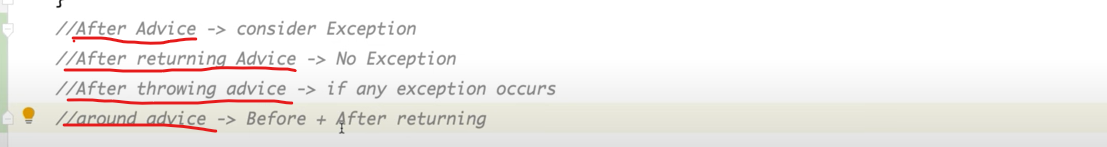 }
//After Advice -> consider Exception
//After returning Advice -> No Exception
//After throwing advice -> if any exception occurs
//around advice -> Before + After returning